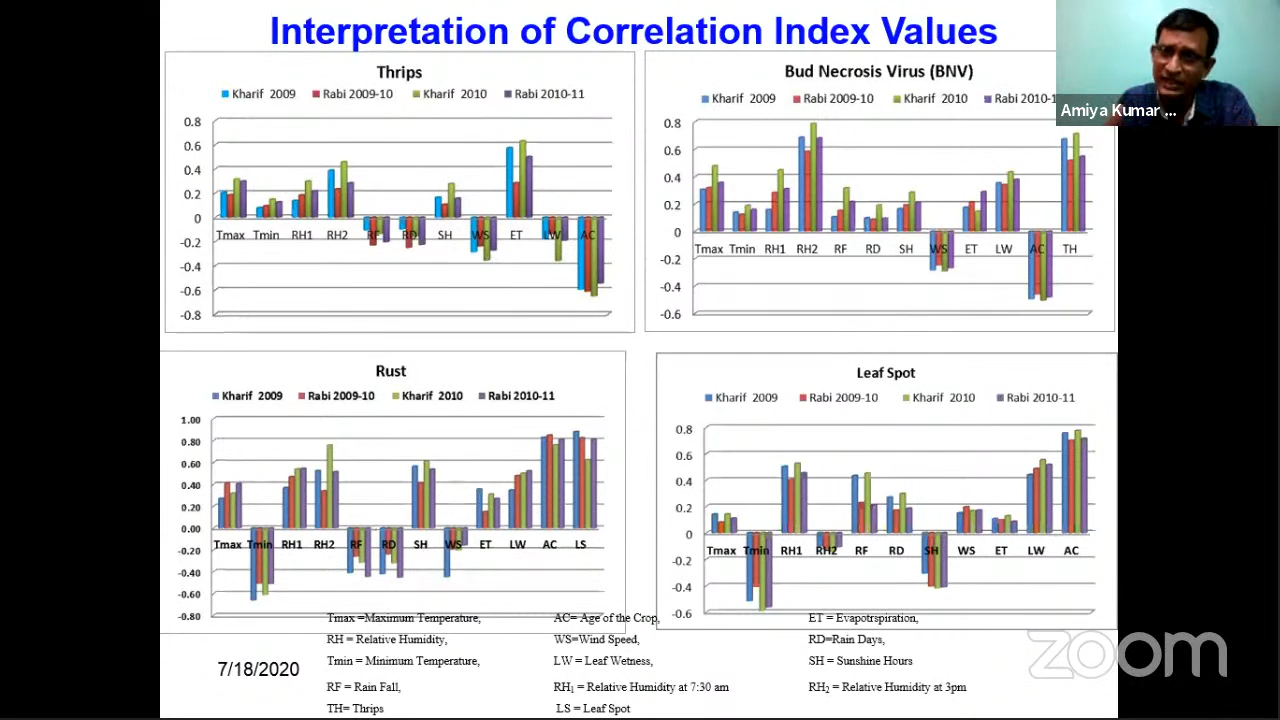 Interpretation of Correlation Index Values
Amiya Kumar ...
Thrips
Kharif 2009 Rabi 2009-10 Kharif 2010 Rabi 2010-11
0.8
0.6
0.4
0.2
0
-0.2
-0.4
-0.6
-0.8
Tmax Tmin RH1 RH2 RF RD SH WS ET LW AC
Bud Necrosis Virus (BNV)
Kharif 2009 Rabi 2009-10 Kharif 2010 Rabi 2010-1
0.8
0.6
0.4
0.2
0
-0.2
-0.4
-0.6
Tmax Tmin RH1 RH2 RF RD SH WS ET LW AC TH
Rust
Kharif 2009 Rabi 2009-10 Kharif 2010 Rabi 2010-11
1.00
0.80
0.60
0.40
0.20
0.00
-0.20
-0.40
-0.60
-0.80
Tmax Tmin RH1 RH2 RF RD SH WS ET LW AC LS
Leaf Spot
Kharif 2009 Rabi 2009-10 Kharif 2010 Rabi 2010-11
0.8
0.6
0.4
0.2
0
-0.2
-0.4
-0.6
Tmax Tmin RH1 RH2 RF RD SH WS ET LW AC
Tmax =Maximum Temperature, AC= Age of the Crop, ET = Evapotrspiration,
RH = Relative Humidity, WS=Wind Speed, RD=Rain Days,
Tmin = Minimum Temperature, LW = Leaf Wetness, SH = Sunshine Hours
RF = Rain Fall, RH1 = Relative Humidity at 7:30 am RH2 = Relative Humidity at 3pm
TH= Thrips LS = Leaf Spot
7/18/2020
zoom